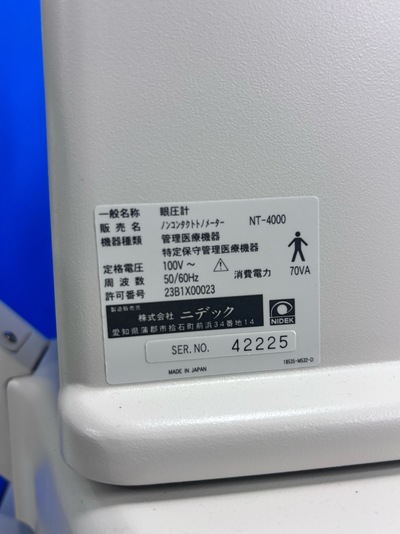 一般名称 眼圧計
販売名 ノンコンタクトトノメーター NT-4000
機器種類 管理医療機器
特定保守管理医療機器
定格電圧 100V ~
周波数 50/60Hz 消費電力 70VA
許可番号 23B1X00023
製造販売元
株式会社 ニデック
愛知県蒲郡市拾石町前浜34番地14
NIDEK
SER.NO. 42225
MADE IN JAPAN